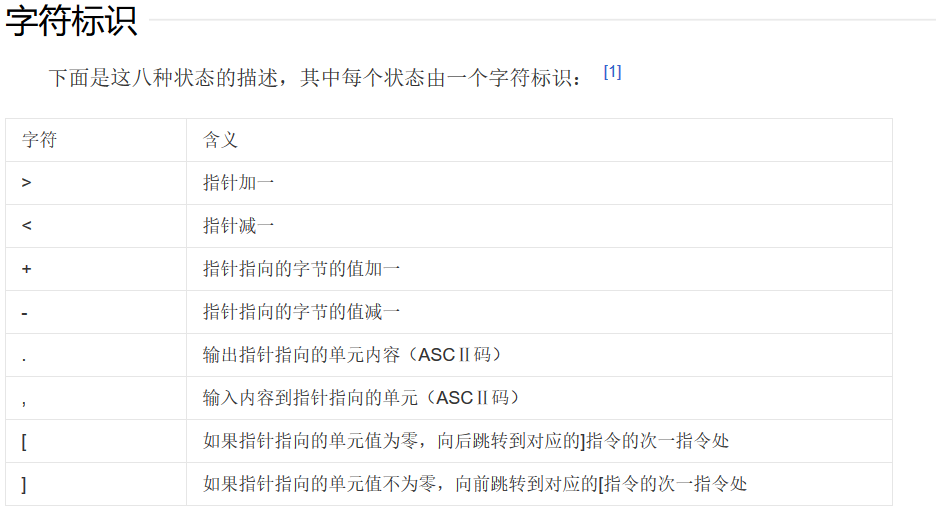 字符标识
下面是这八种状态的描述，其中每个状态由一个字符标识： [1]
字符 含义
> 指针加一
< 指针减一
+ 指针指向的字节的值加一
- 指针指向的字节的值减一
. 输出指针指向的单元内容（ASCⅡ码）
, 输入内容到指针指向的单元（ASCⅡ码）
[ 如果指针指向的单元值为零，向后跳转到对应的]指令的次一指令处
] 如果指针指向的单元值不为零，向前跳转到对应的[指令的次一指令处